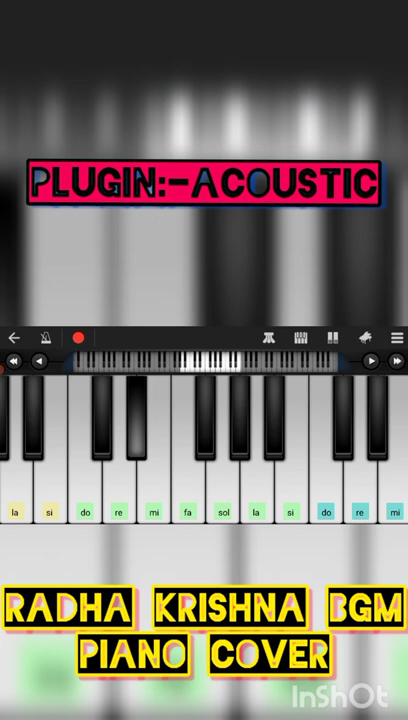 PLUGIN:-ACOUSTIC
la si do re mi fa sol la si do re mi
RADHA KRISHNA BGM
PIANO COVER
InShOt